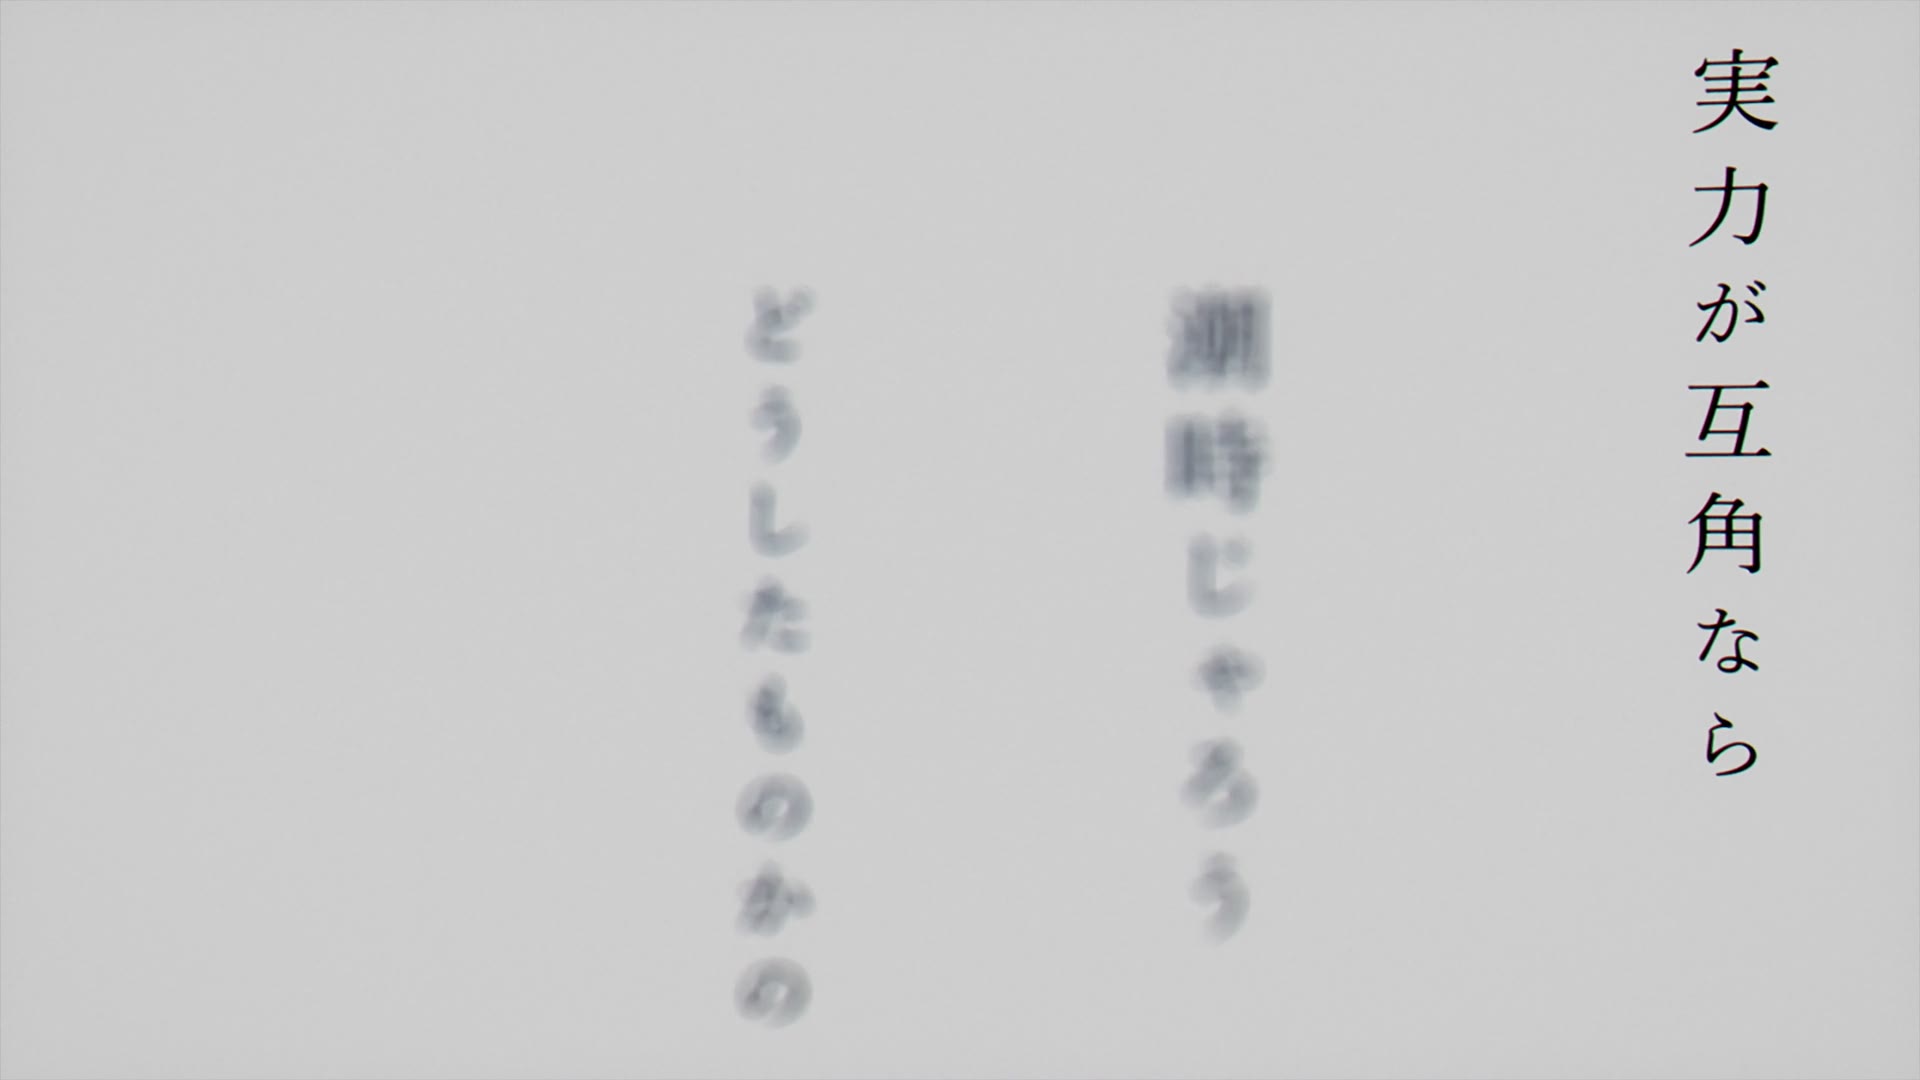 実力が互角なら
潮時じゃろう
どうしたものかの